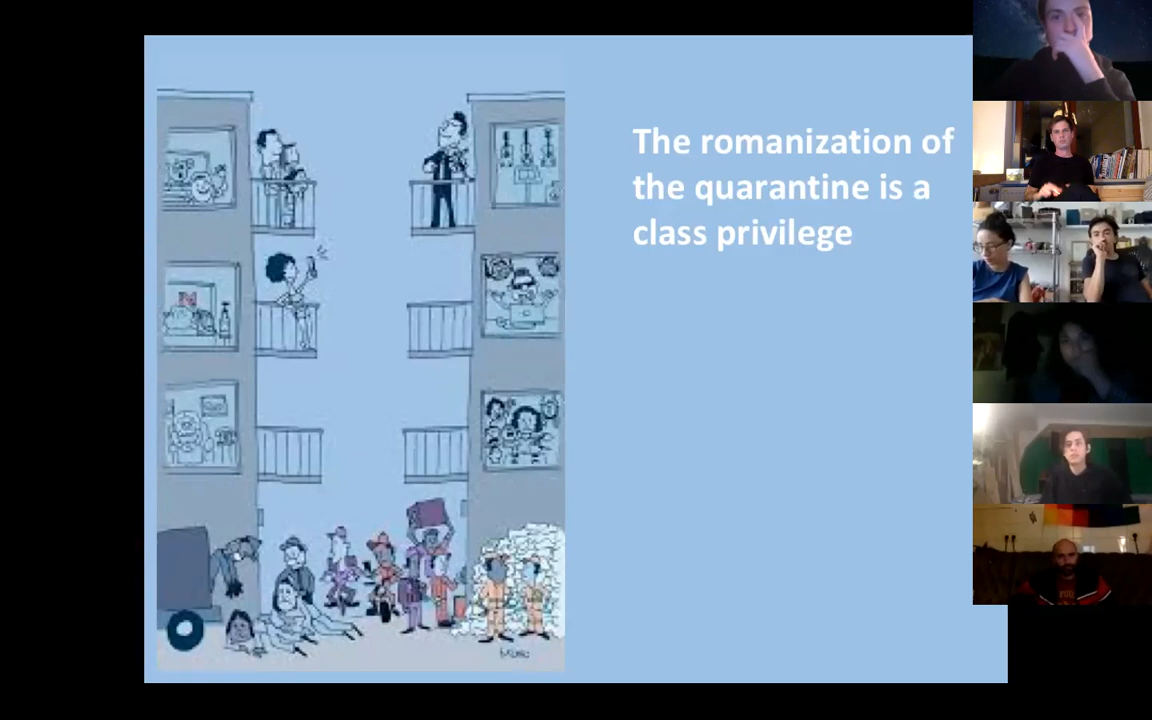 The romanization of
the quarantine is a
class privilege